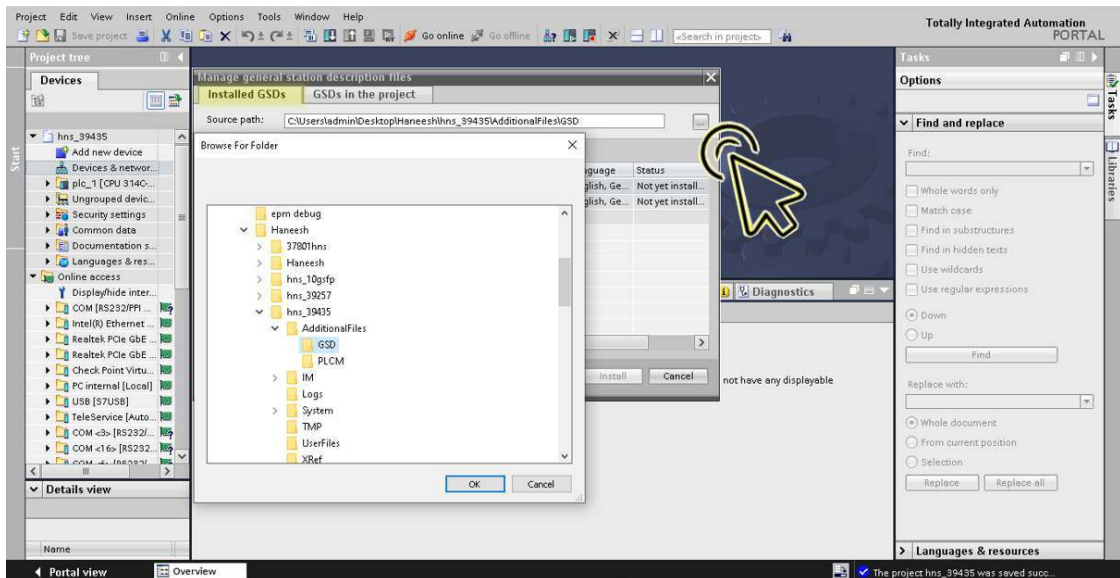 Project Edit View Insert Online Options Tools Window Help
Totally Integrated Automation
PORTAL
Save project
Go online
Go offline
<Search in project>
Project tree
Devices
Start
hns_39435
Add new device
Devices & networ...
plc_1 [CPU 314C-...
Ungrouped devic...
Security settings
Common data
Documentation s...
Languages & res...
Online access
Display/hide inter...
COM [RS232/PPI ...
Intel(R) Ethernet ...
Realtek PCIe GbE ...
Realtek PCIe GbE ...
Check Point Virtu...
PC internal [Local]
USB [S7USB]
TeleService [Auto...
COM <3> [RS232/...
COM <16> [RS232...
Details view
Name
Manage general station description files
Installed GSDs
GSDs in the project
Source path:
C:\Users\admin\Desktop\Haneesh\hns_39435\AdditionalFiles\GSD
...
Status
glish, Ge... Not yet install...
glish, Ge... Not yet install...
Install
Cancel
Browse For Folder
epm debug
Haneesh
37801hns
Haneesh
hns_10gsfp
hns_39257
hns_39435
AdditionalFiles
GSD
PLCM
IM
Logs
System
TMP
UserFiles
XRef
OK
Cancel
Diagnostics
not have any displayable
Tasks
Options
Find and replace
Find:
Whole words only
Match case
Find in substructures
Find in hidden texts
Use wildcards
Use regular expressions
Down
Up
Find
Replace with:
Whole document
From current position
Selection
Replace
Replace all
Languages & resources
Tasks
Libraries
Portal view
Overview
The project hns_39435 was saved succ...